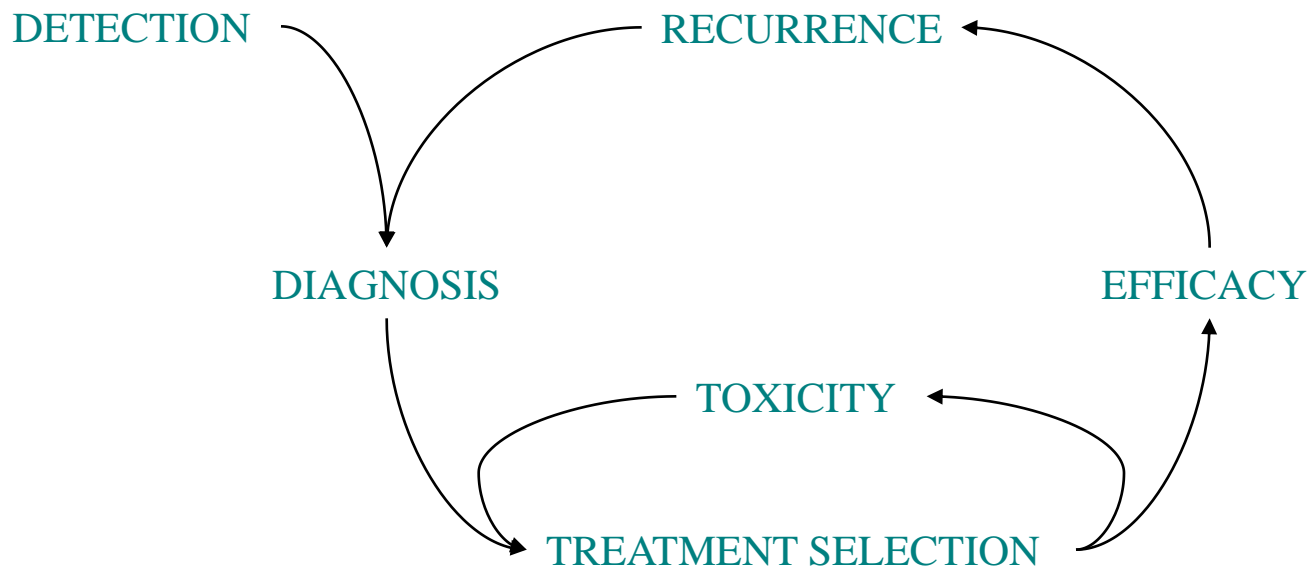 DETECTION
RECURRENCE
DIAGNOSIS
EFFICACY
TOXICITY
TREATMENT SELECTION